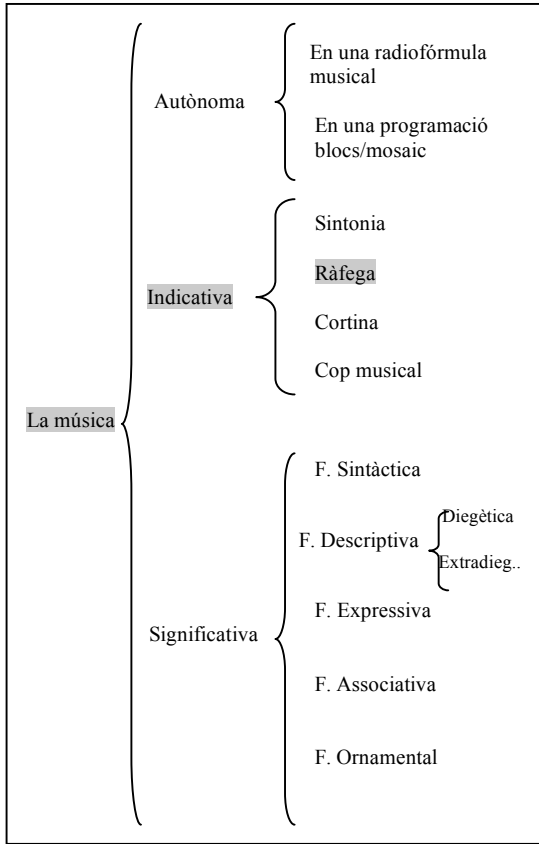 La música
Autònoma
En una radiofórmula
musical
En una programació
blocs/mosaic
Indicativa
Sintonia
Ràfega
Cortina
Cop musical
Significativa
F. Sintàctica
F. Descriptiva
Diegètica
Extradieg..
F. Expressiva
F. Associativa
F. Ornamental